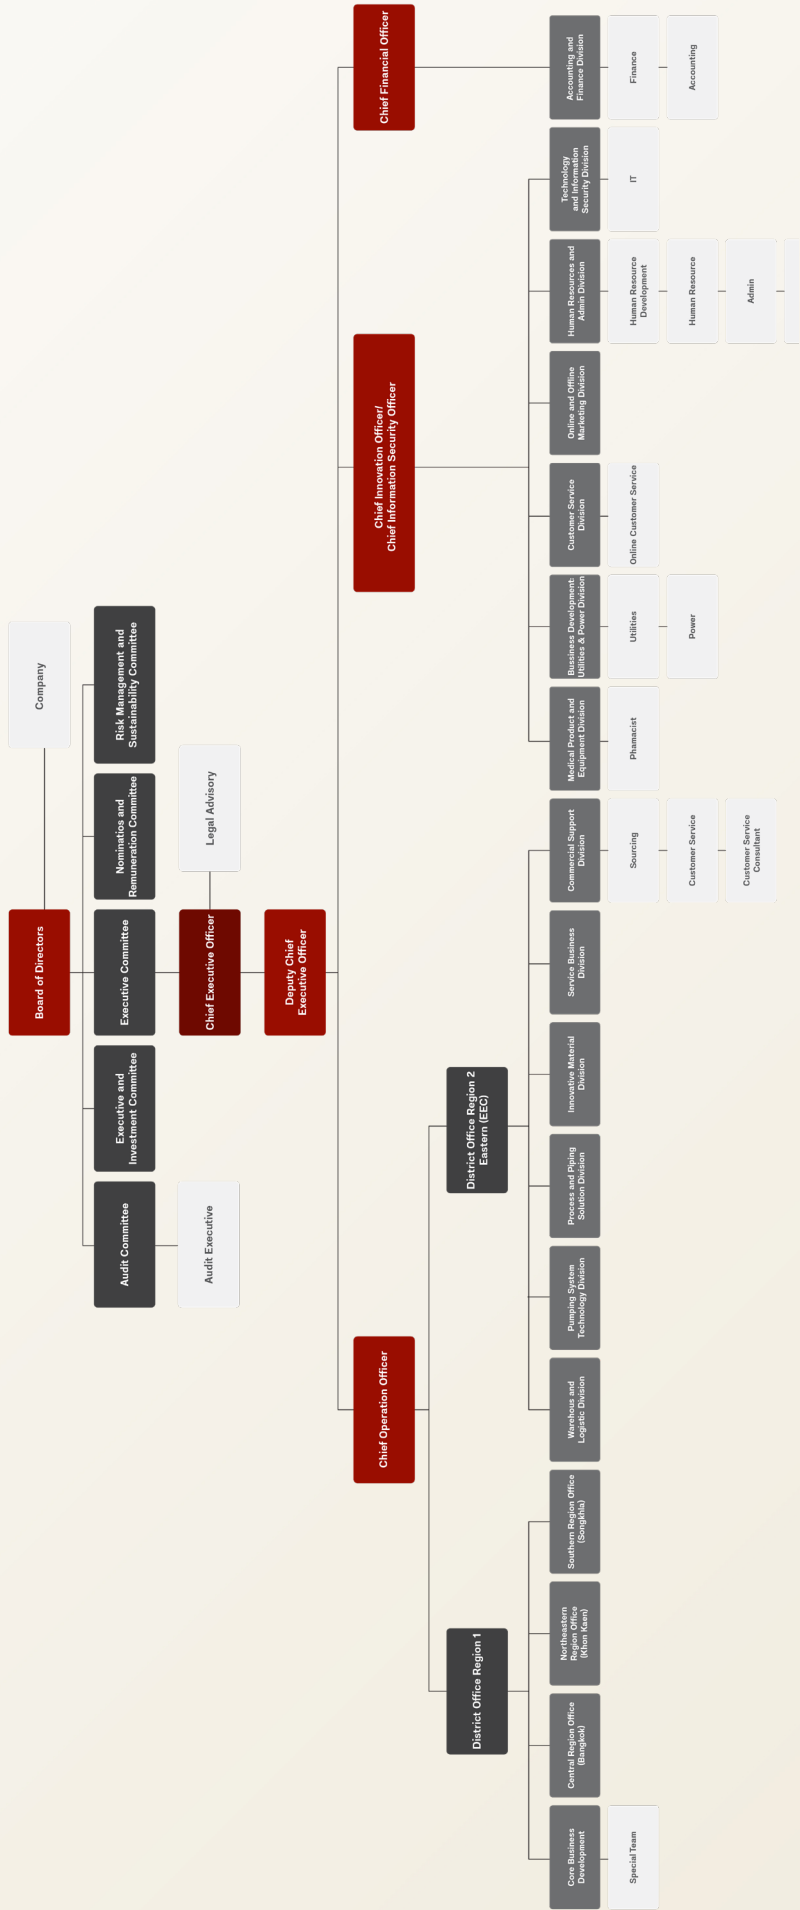 Board of Directors
Company
Audit Committee
Executive and
Investment Committee
Executive Committee
Nominatios and
Remuneration Committee
Risk Management and
Sustainability Committee
Audit Executive
Chief Executive Officer
Legal Advisory
Deputy Chief
Executive Officer
Chief Operation Officer
Chief Innovation Officer/
Chief Information Security Officer
Chief Financial Officer
District Office Region 1
District Office Region 2
Eastern (EEC)
Core Business
Development
Central Region Office
(Bangkok)
Northeastern
Region Office
(Khon Kaen)
Southern Region Office
(Songkhla)
Warehous and
Logistic Division
Pumping System
Technology Division
Process and Piping
Solution Division
Innovative Material
Division
Service Business
Division
Commercial Support
Division
Medical Product and
Equipment Division
Bussiness Development:
Utilities & Power Division
Customer Service
Division
Online and Offline
Marketing Division
Human Resources and
Admin Division
Technology
and Information
Security Division
Accounting and
Finance Division
Special Team
Sourcing
Phamacist
Utilities
Online Customer Service
Human Resource
Development
IT
Finance
Customer Service
Power
Human Resource
Accounting
Customer Service
Consultant
Admin